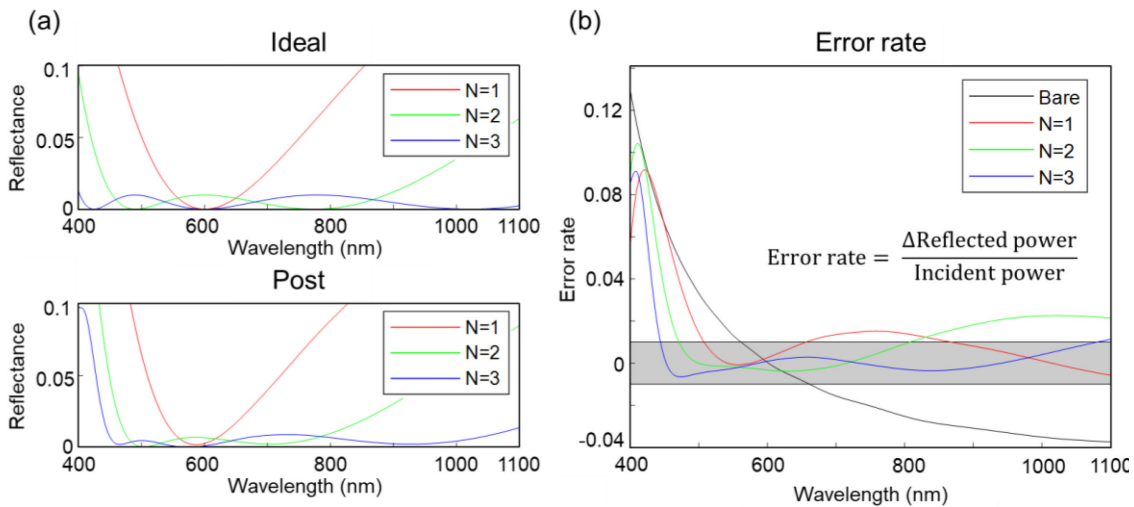 (a)
Ideal
Reflectance
0.1
0.05
0
N=1
N=2
N=3
400 600 800 1000 1100
Wavelength (nm)
Post
Reflectance
0.1
0.05
0
N=1
N=2
N=3
400 600 800 1000 1100
Wavelength (nm)
(b)
Error rate
Error rate
0.12
0.08
0.04
0
-0.04
Bare
N=1
N=2
N=3
Error rate = ΔReflected power / Incident power
400 600 800 1000 1100
Wavelength (nm)